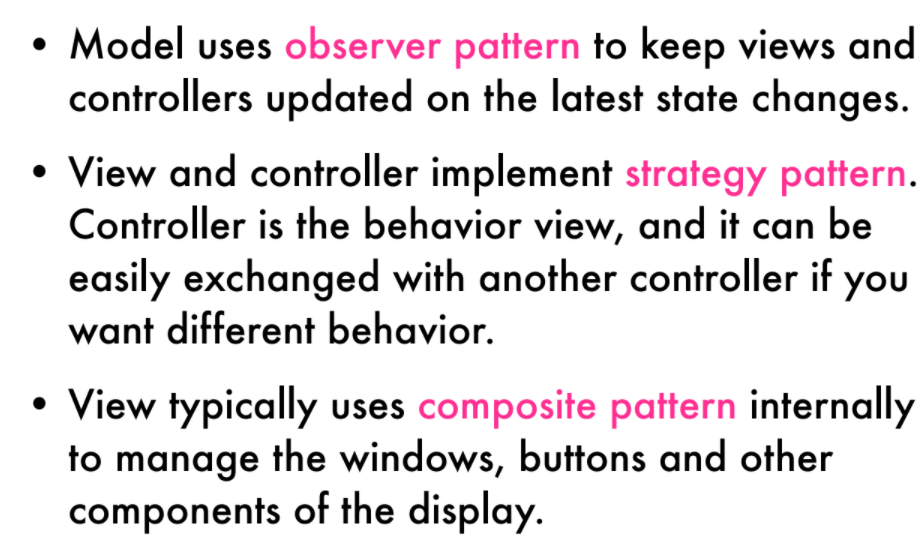 • Model uses observer pattern to keep views and
controllers updated on the latest state changes.
• View and controller implement strategy pattern.
Controller is the behavior view, and it can be
easily exchanged with another controller if you
want different behavior.
• View typically uses composite pattern internally
to manage the windows, buttons and other
components of the display.